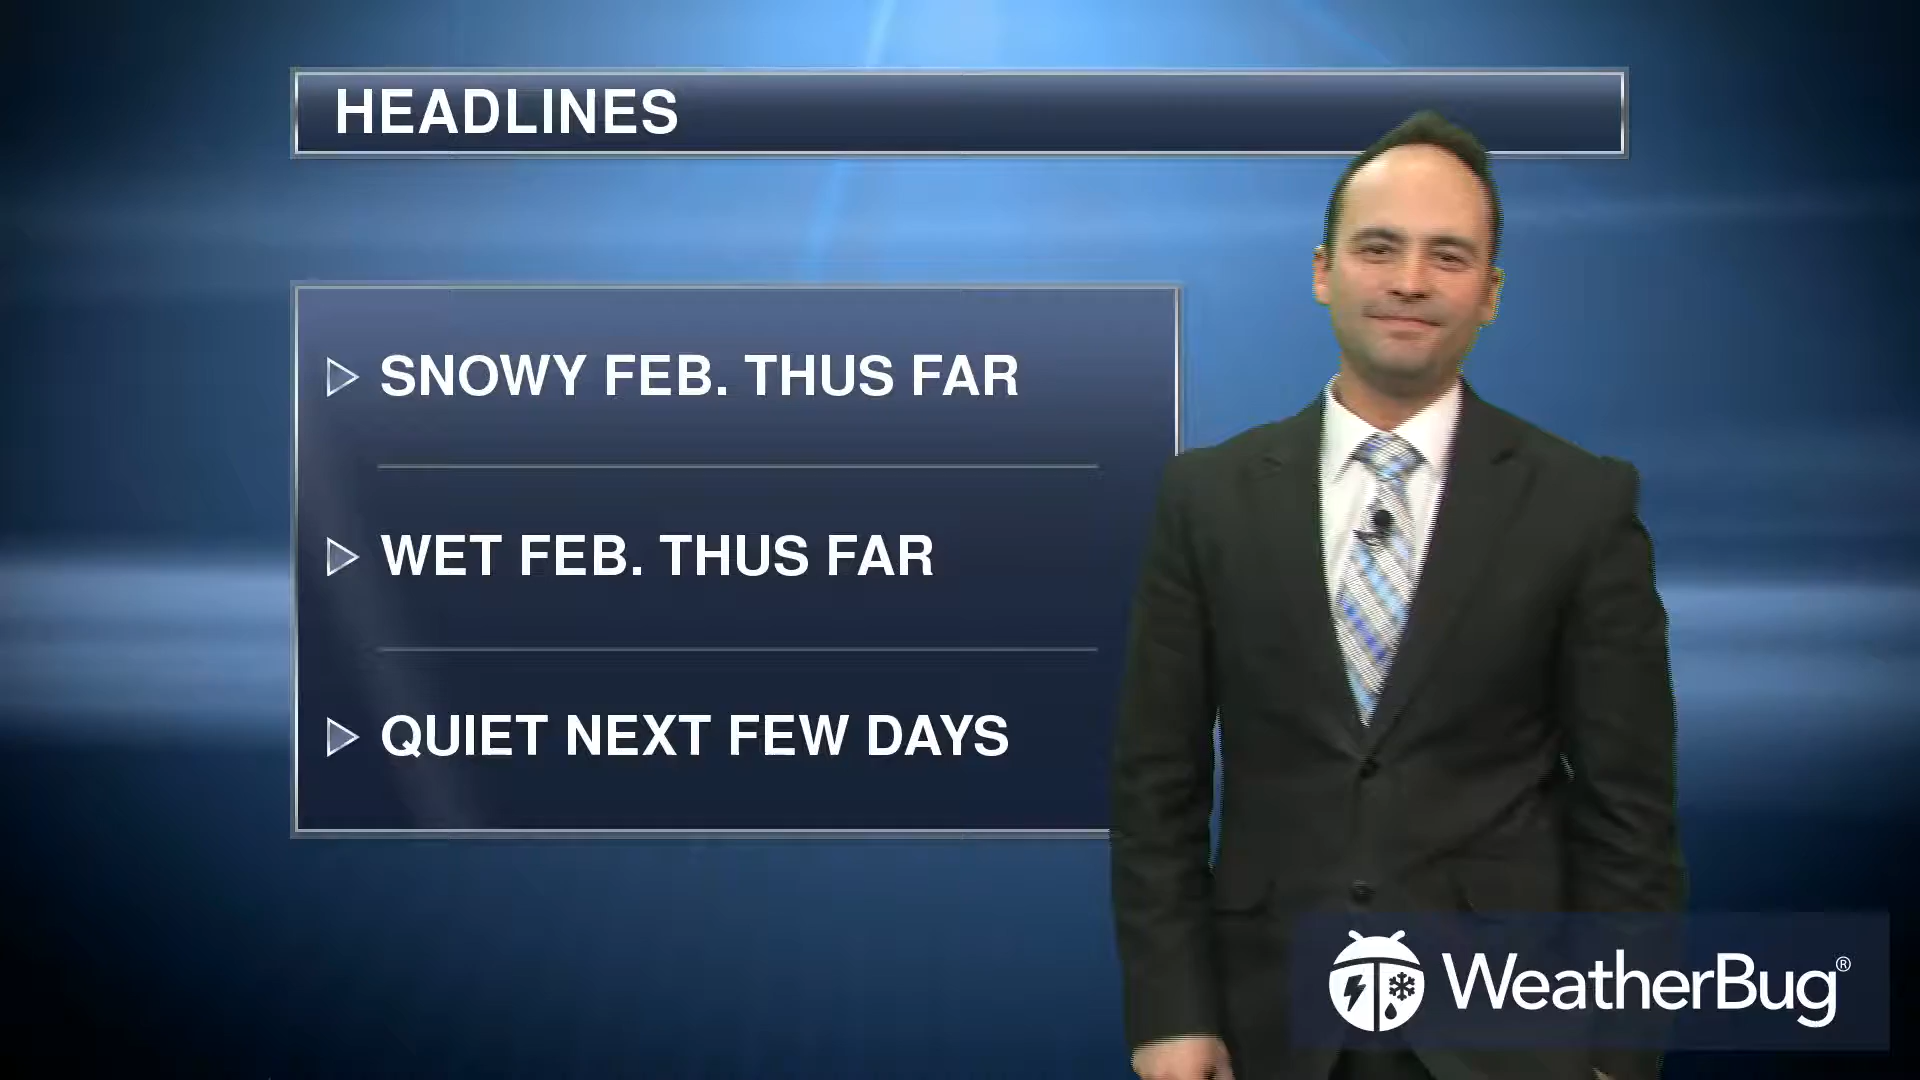 HEADLINES
SNOWY FEB. THUS FAR
WET FEB. THUS FAR
QUIET NEXT FEW DAYS
WeatherBug®